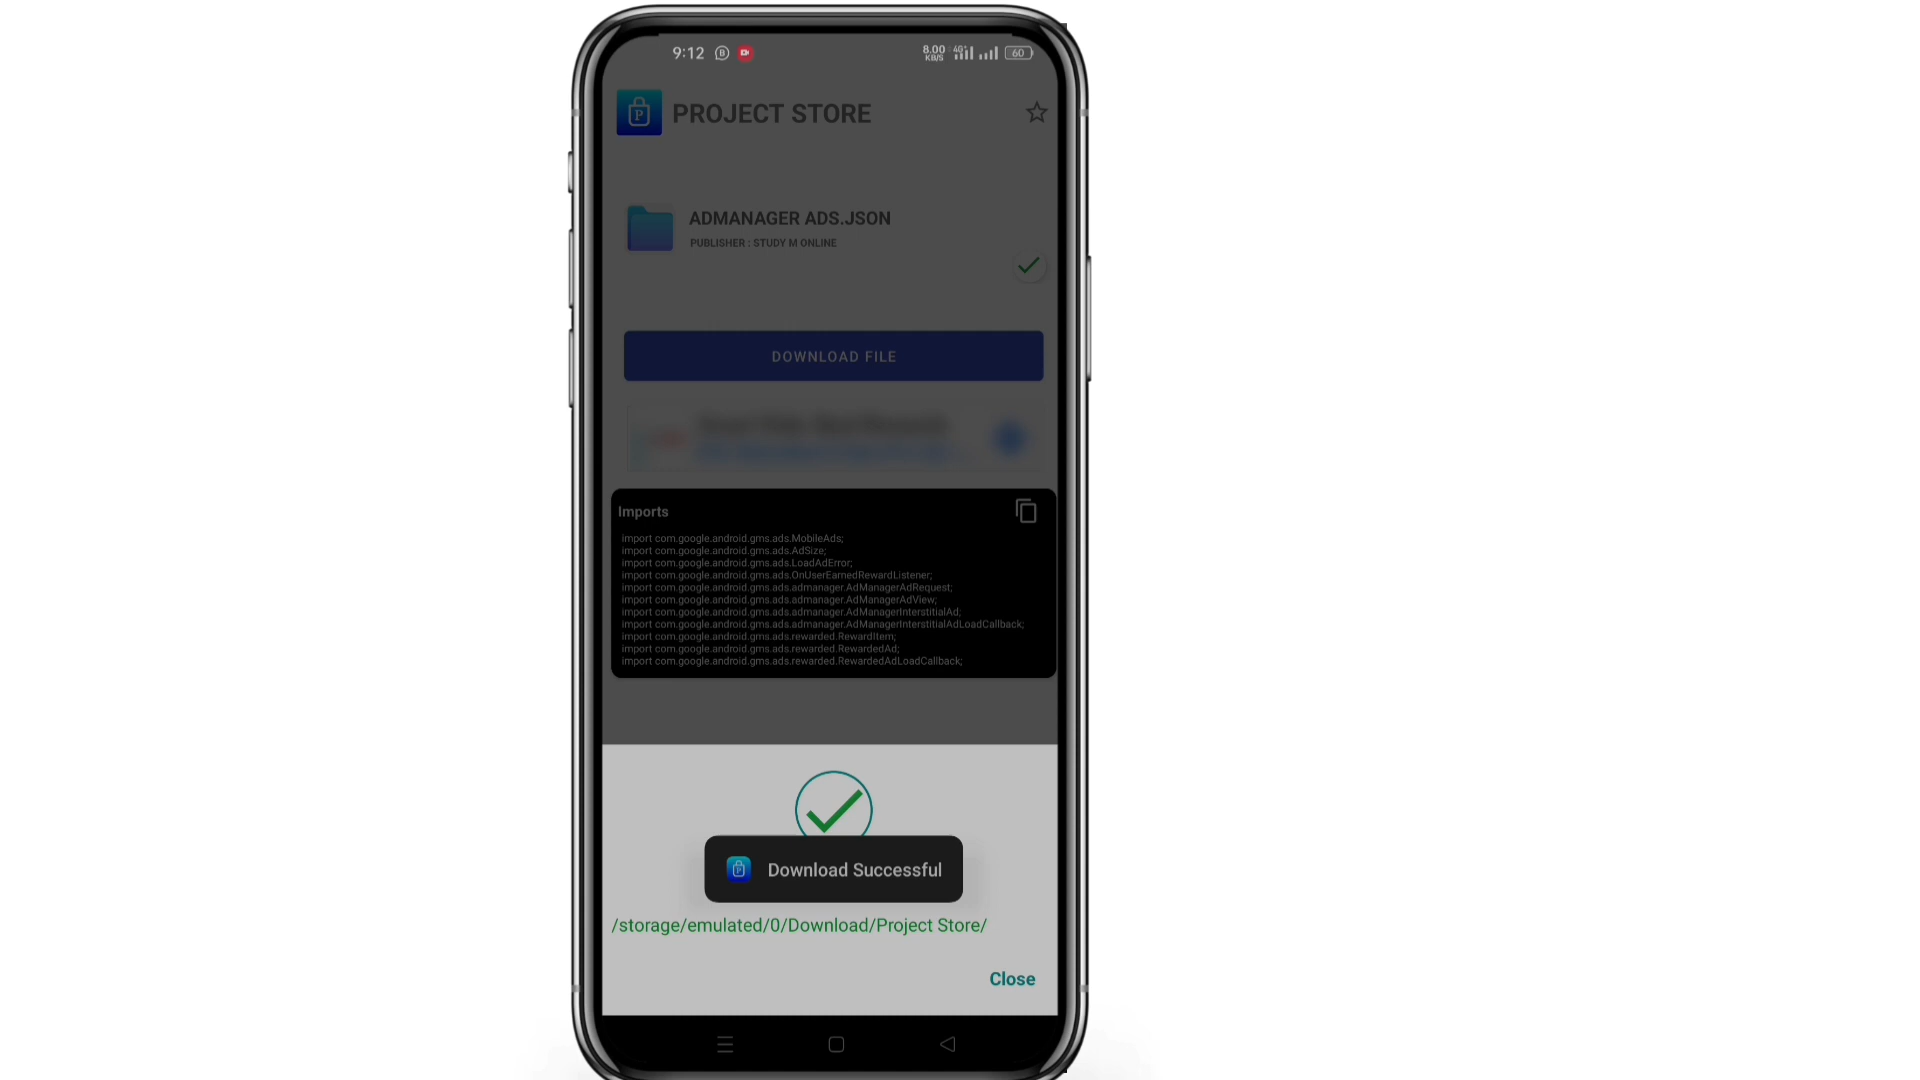 9:12
8.00 KB/S 4G+ 60
PROJECT STORE
ADMANAGER ADS.JSON
PUBLISHER : STUDY M ONLINE
DOWNLOAD FILE
Imports
import com.google.android.gms.ads.MobileAds;
import com.google.android.gms.ads.AdSize;
import com.google.android.gms.ads.LoadAdError;
import com.google.android.gms.ads.OnUserEarnedRewardListener;
import com.google.android.gms.ads.admanager.AdManagerAdRequest;
import com.google.android.gms.ads.admanager.AdManagerAdView;
import com.google.android.gms.ads.admanager.AdManagerInterstitialAd;
import com.google.android.gms.ads.admanager.AdManagerInterstitialAdLoadCallback;
import com.google.android.gms.ads.rewarded.RewardItem;
import com.google.android.gms.ads.rewarded.RewardedAd;
import com.google.android.gms.ads.rewarded.RewardedAdLoadCallback;
Download Successful
/storage/emulated/0/Download/Project Store/
Close